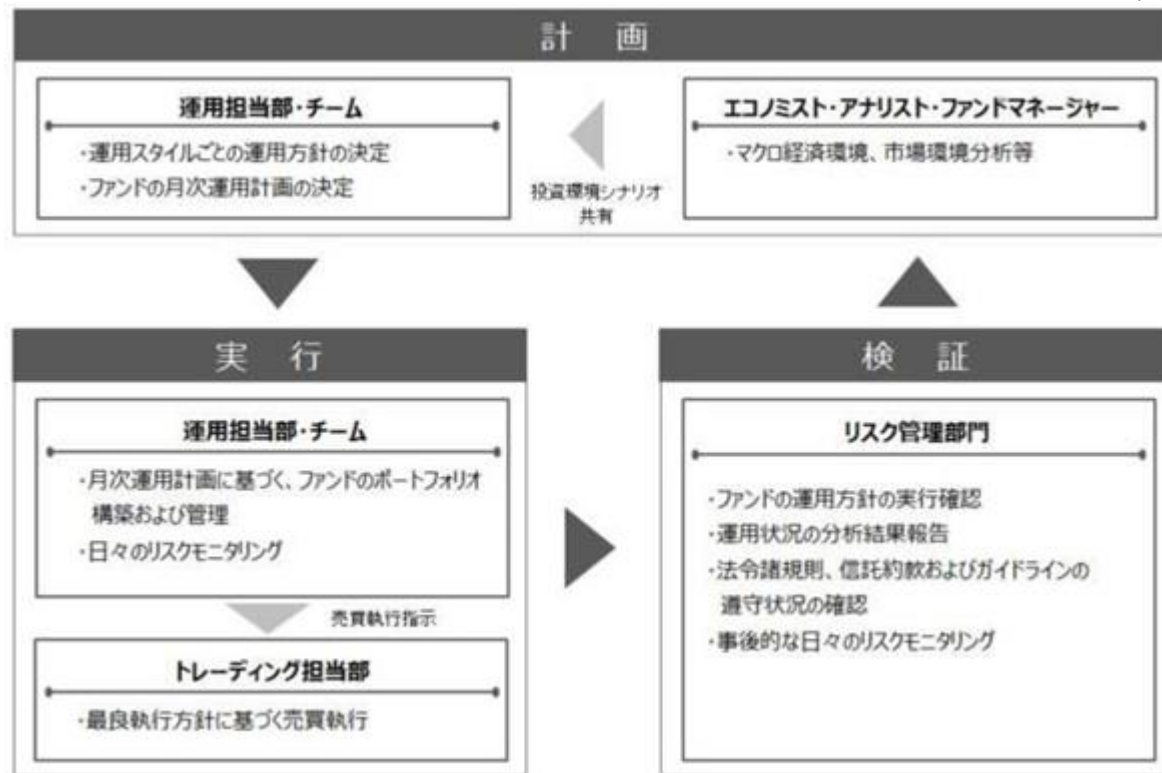 計 画
運用担当部・チーム
・運用スタイルごとの運用方針の決定
・ファンドの月次運用計画の決定
投資環境シナリオ
共有
エコノミスト・アナリスト・ファンドマネージャー
・マクロ経済環境、市場環境分析等
実 行
運用担当部・チーム
・月次運用計画に基づく、ファンドのポートフォリオ
構築および管理
・日々のリスクモニタリング
売買執行指示
トレーディング担当部
・最良執行方針に基づく売買執行
検 証
リスク管理部門
・ファンドの運用方針の実行確認
・運用状況の分析結果報告
・法令諸規則、信託約款およびガイドラインの
遵守状況の確認
・事後的な日々のリスクモニタリング